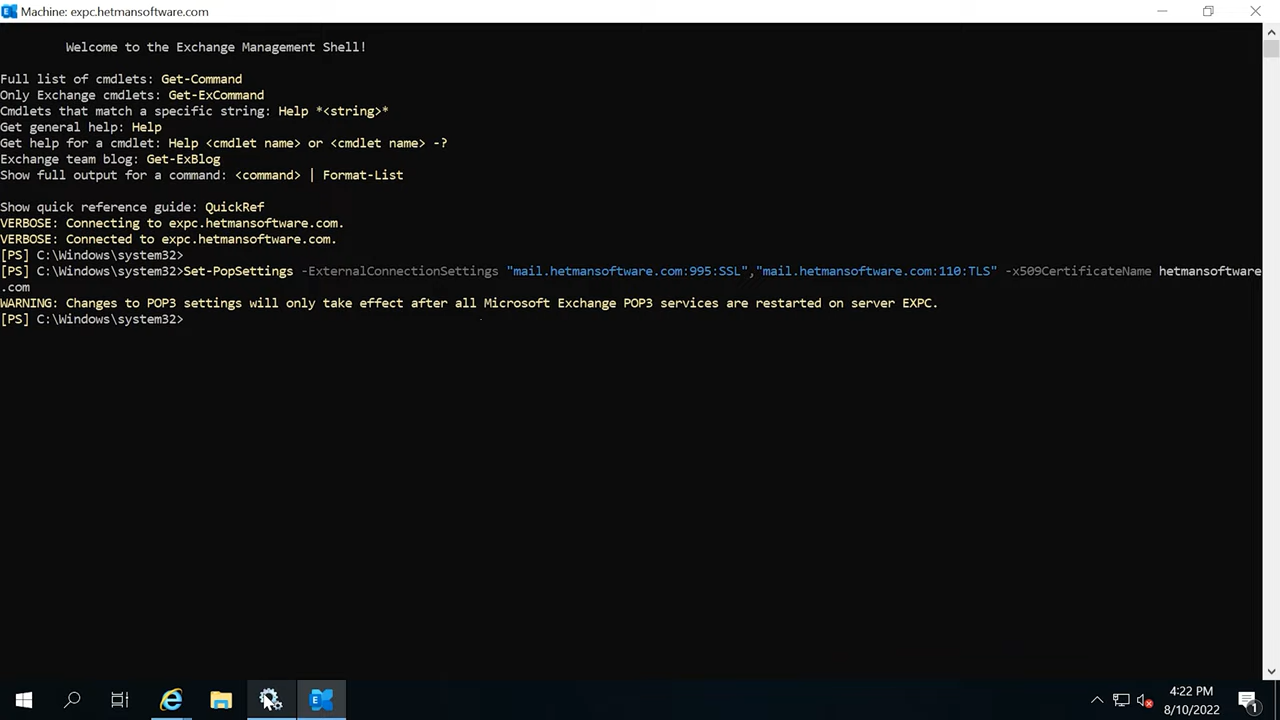 Machine: expc.hetmansoftware.com
Welcome to the Exchange Management Shell!
Full list of cmdlets: Get-Command
Only Exchange cmdlets: Get-ExCommand
Cmdlets that match a specific string: Help *<string>*
Get general help: Help
Get help for a cmdlet: Help <cmdlet name> or <cmdlet name> -?
Exchange team blog: Get-ExBlog
Show full output for a command: <command> | Format-List
Show quick reference guide: QuickRef
VERBOSE: Connecting to expc.hetmansoftware.com.
VERBOSE: Connected to expc.hetmansoftware.com.
[PS] C:\Windows\system32>
[PS] C:\Windows\system32>Set-PopSettings -ExternalConnectionSettings "mail.hetmansoftware.com:995:SSL","mail.hetmansoftware.com:110:TLS" -x509CertificateName hetmansoftware
.com
WARNING: Changes to POP3 settings will only take effect after all Microsoft Exchange POP3 services are restarted on server EXPC.
[PS] C:\Windows\system32>
4:22 PM
8/10/2022
1